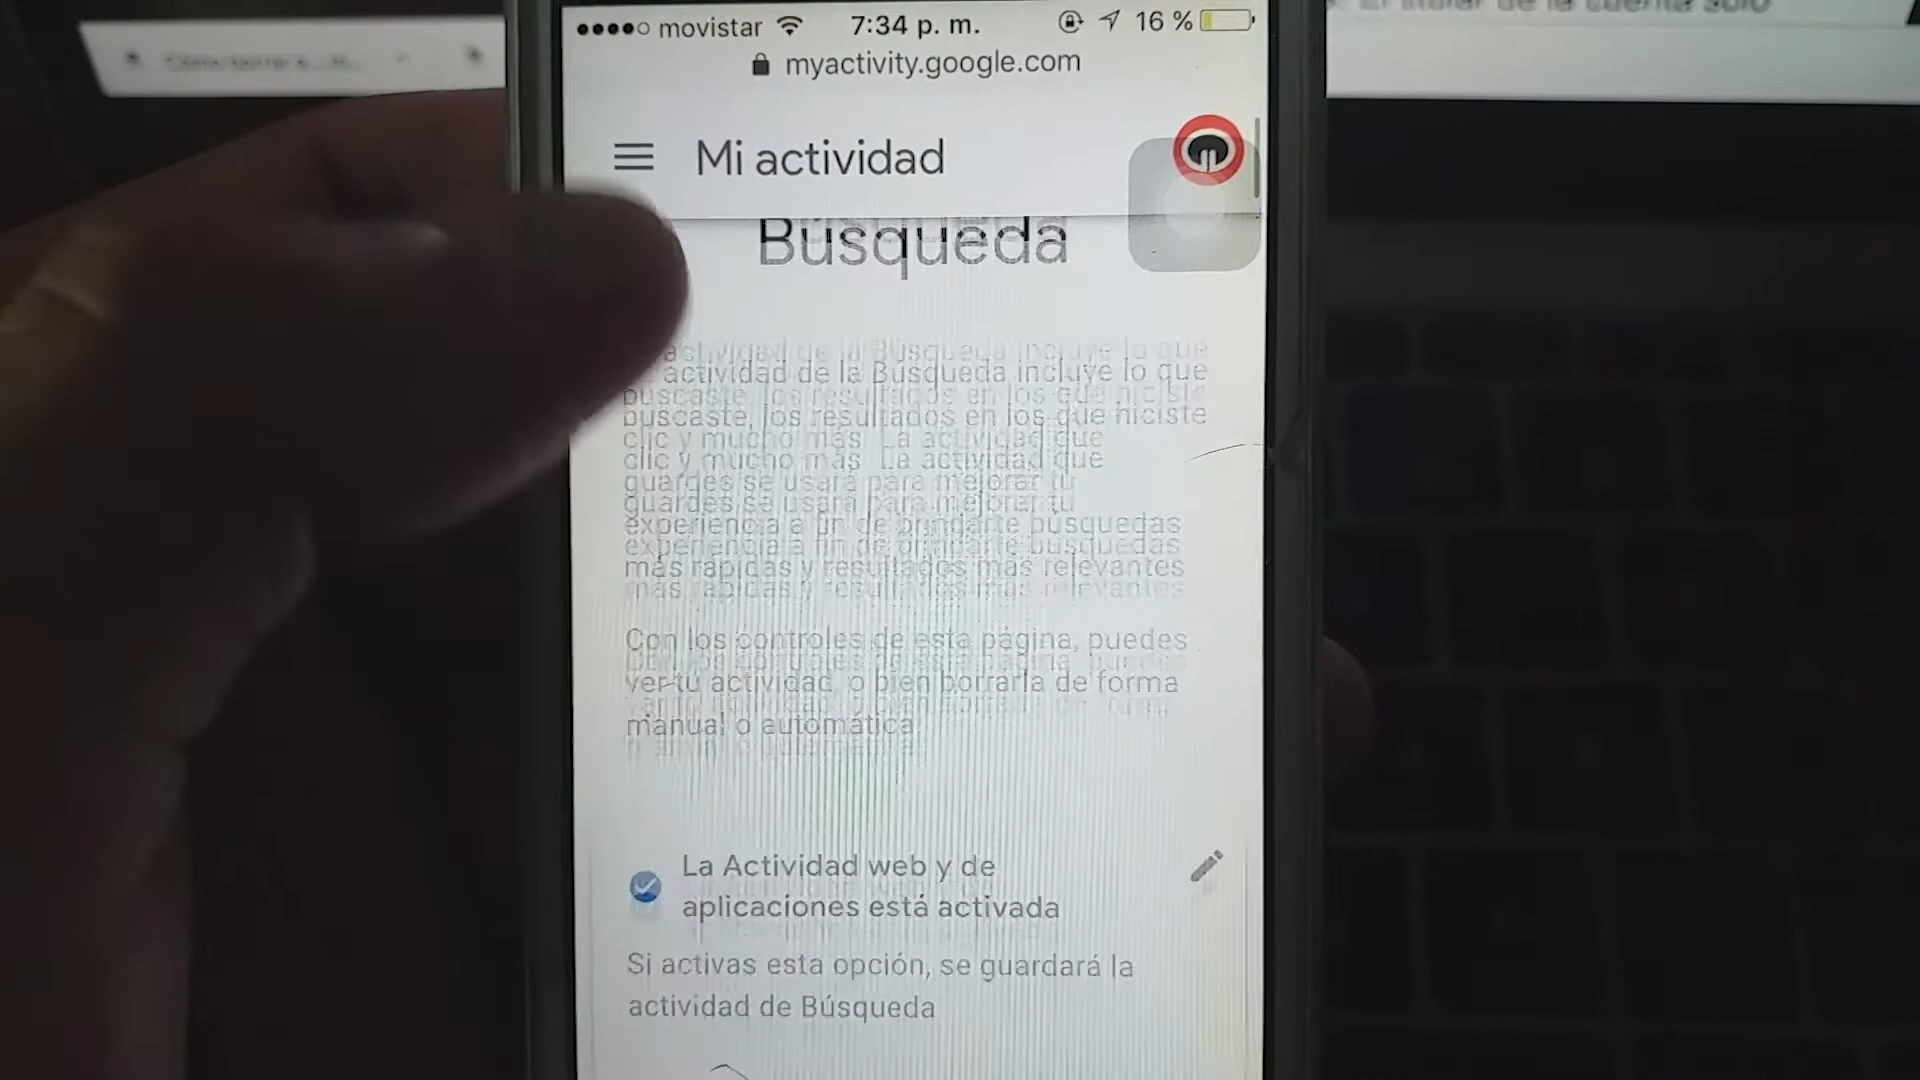 movistar 7:34 p. m. 16 %
myactivity.google.com
Mi actividad
Búsqueda
actividad de la Búsqueda incluye lo que
buscaste, los resultados en los que hiciste
clic y mucho más. La actividad que
guardes se usará para mejorar tu
experiencia a fin de brindarte búsquedas
más rápidas y resultados más relevantes
Con los controles de esta página, puedes
ver tu actividad, o bien borrarla de forma
manual o automática.
La Actividad web y de
aplicaciones está activada
Si activas esta opción, se guardará la
actividad de Búsqueda